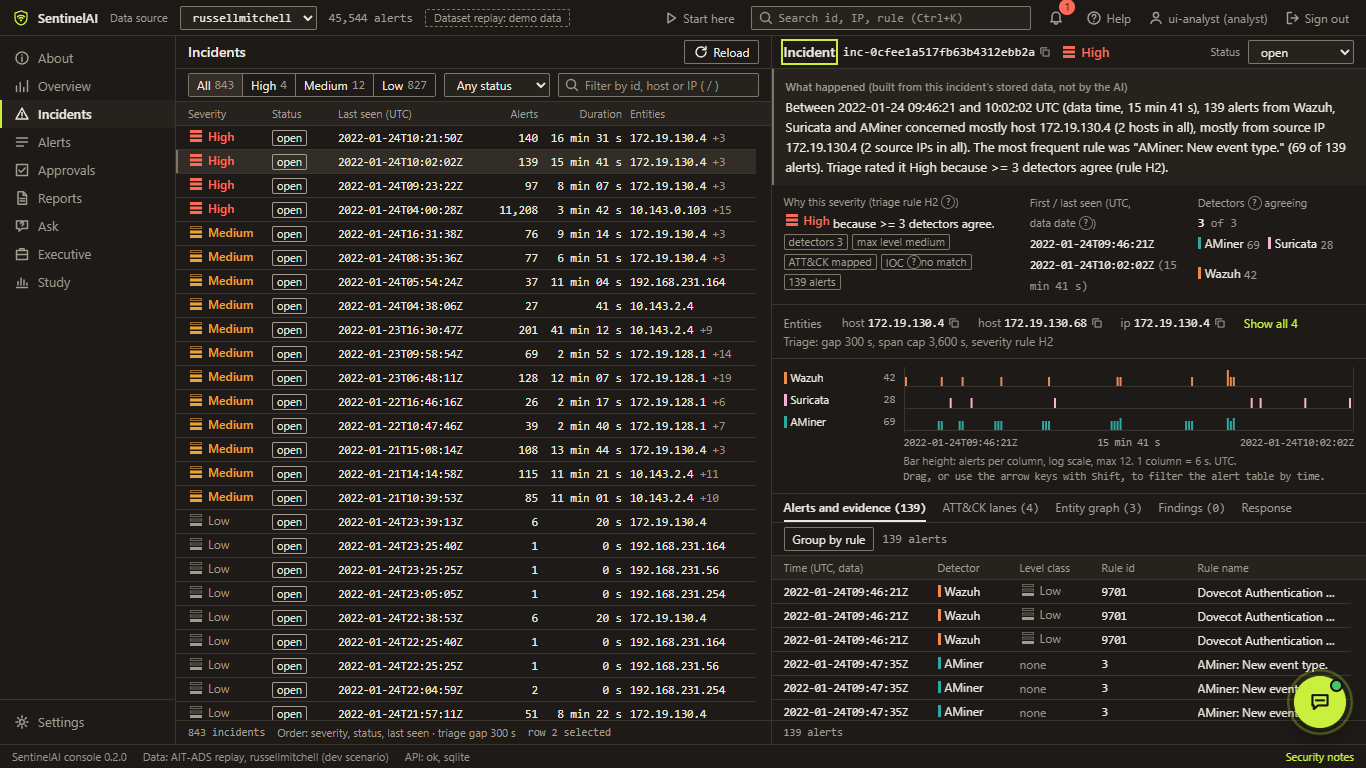 SentinelAI Data source russellmitchell 45,544 alerts Dataset replay: demo data Start here Search id, IP, rule (Ctrl+K) 1 Help ui-analyst (analyst) Sign out
About
Overview
Incidents
Alerts
Approvals
Reports
Ask
Executive
Study
Settings
Incidents Reload
All 843 High 4 Medium 12 Low 827 Any status Filter by id, host or IP ( / )
Severity Status Last seen (UTC) Alerts Duration Entities
High open 2022-01-24T10:21:50Z 140 16 min 31 s 172.19.130.4 +3
High open 2022-01-24T10:02:02Z 139 15 min 41 s 172.19.130.4 +3
High open 2022-01-24T09:23:22Z 97 8 min 07 s 172.19.130.4 +3
High open 2022-01-24T04:00:28Z 11,208 3 min 42 s 10.143.0.103 +15
Medium open 2022-01-24T16:31:38Z 76 9 min 14 s 172.19.130.4 +3
Medium open 2022-01-24T08:35:36Z 77 6 min 51 s 172.19.130.4 +3
Medium open 2022-01-24T05:54:24Z 37 11 min 04 s 192.168.231.164
Medium open 2022-01-24T04:38:06Z 27 41 s 10.143.2.4
Medium open 2022-01-23T16:30:47Z 201 41 min 12 s 10.143.2.4 +9
Medium open 2022-01-23T09:58:54Z 69 2 min 52 s 172.19.128.1 +14
Medium open 2022-01-23T06:48:11Z 128 12 min 07 s 172.19.128.1 +19
Medium open 2022-01-22T16:46:16Z 26 2 min 17 s 172.19.128.1 +6
Medium open 2022-01-22T10:47:46Z 39 2 min 40 s 172.19.128.1 +7
Medium open 2022-01-21T15:08:14Z 108 13 min 44 s 172.19.130.4 +3
Medium open 2022-01-21T14:14:58Z 115 11 min 21 s 10.143.2.4 +11
Medium open 2022-01-21T10:39:53Z 85 11 min 01 s 10.143.2.4 +10
Low open 2022-01-24T23:39:13Z 6 20 s 172.19.130.4
Low open 2022-01-24T23:25:40Z 1 0 s 192.168.231.164
Low open 2022-01-24T23:25:25Z 1 0 s 192.168.231.56
Low open 2022-01-24T23:05:05Z 1 0 s 192.168.231.254
Low open 2022-01-24T22:38:53Z 6 20 s 172.19.130.4
Low open 2022-01-24T22:25:40Z 1 0 s 192.168.231.164
Low open 2022-01-24T22:25:25Z 1 0 s 192.168.231.56
Low open 2022-01-24T22:04:59Z 2 0 s 192.168.231.254
Low open 2022-01-24T21:57:11Z 51 8 min 22 s 172.19.130.4
843 incidents Order: severity, status, last seen - triage gap 300 s row 2 selected
Incident inc-0cfee1a517fb63b4312ebb2a High Status open
What happened (built from this incident's stored data, not by the AI)
Between 2022-01-24 09:46:21 and 10:02:02 UTC (data time, 15 min 41 s), 139 alerts from Wazuh,
Suricata and AMiner concerned mostly host 172.19.130.4 (2 hosts in all), mostly from source IP
172.19.130.4 (2 source IPs in all). The most frequent rule was "AMiner: New event type." (69 of 139
alerts). Triage rated it High because >= 3 detectors agree (rule H2).
Why this severity (triage rule H2 ?)
High because >= 3 detectors agree.
detectors 3 max level medium
ATT&CK mapped IOC ? no match
139 alerts
First / last seen (UTC,
data date ?)
2022-01-24T09:46:21Z
2022-01-24T10:02:02Z (15
min 41 s)
Detectors ? agreeing
3 of 3
AMiner 69 Suricata 28
Wazuh 42
Entities host 172.19.130.4 host 172.19.130.68 ip 172.19.130.4 Show all 4
Triage: gap 300 s, span cap 3,600 s, severity rule H2
Wazuh 42
Suricata 28
AMiner 69
2022-01-24T09:46:21Z 15 min 41 s 2022-01-24T10:02:02Z
Bar height: alerts per column, log scale, max 12. 1 column = 6 s. UTC.
Drag, or use the arrow keys with Shift, to filter the alert table by time.
Alerts and evidence (139) ATT&CK lanes (4) Entity graph (3) Findings (0) Response
Group by rule 139 alerts
Time (UTC, data) Detector Level class Rule id Rule name
2022-01-24T09:46:21Z Wazuh Low 9701 Dovecot Authentication ...
2022-01-24T09:46:21Z Wazuh Low 9701 Dovecot Authentication ...
2022-01-24T09:46:21Z Wazuh Low 9701 Dovecot Authentication ...
2022-01-24T09:47:35Z AMiner none 3 AMiner: New event type.
2022-01-24T09:47:35Z AMiner none 3 AMiner: New even
2022-01-24T09:47:35Z AMiner none 3 AMiner: New event
139 alerts
SentinelAI console 0.2.0 Data: AIT-ADS replay, russellmitchell (dev scenario) API: ok, sqlite Security notes